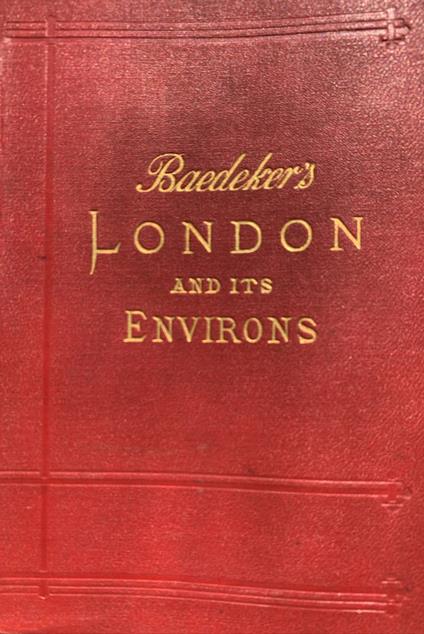 Baedeker's
LONDON
AND ITS
ENVIRONS